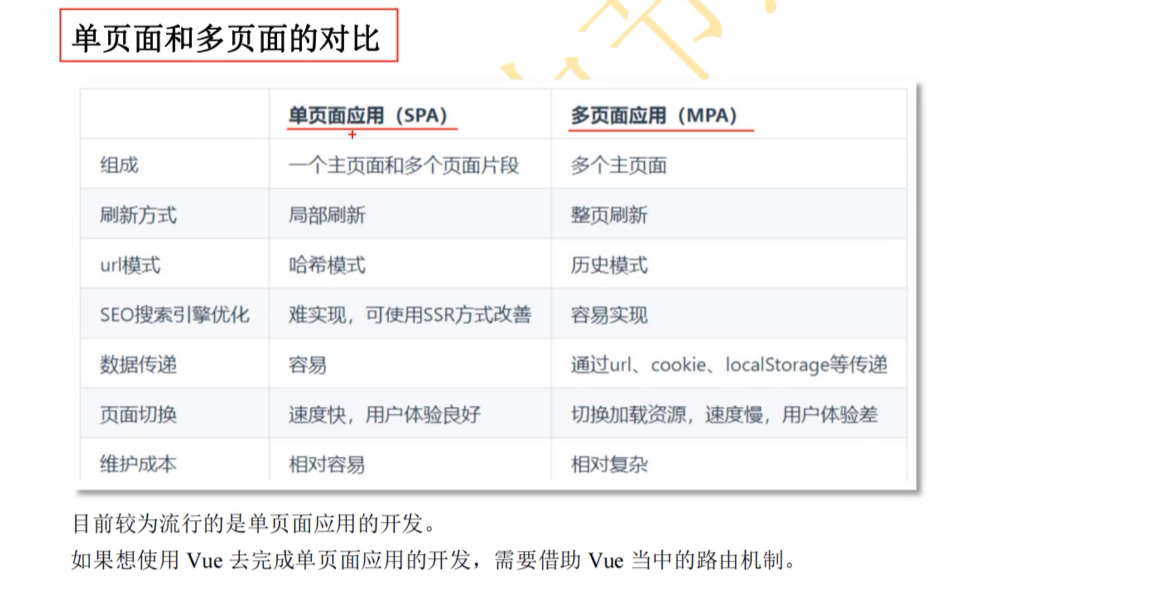 单页面和多页面的对比
单页面应用（SPA） 多页面应用（MPA）
组成 一个主页面和多个页面片段 多个主页面
刷新方式 局部刷新 整页刷新
url模式 哈希模式 历史模式
SEO搜索引擎优化 难实现，可使用SSR方式改善 容易实现
数据传递 容易 通过url、cookie、localStorage等传递
页面切换 速度快，用户体验良好 切换加载资源，速度慢，用户体验差
维护成本 相对容易 相对复杂
目前较为流行的是单页面应用的开发。
如果想使用 Vue 去完成单页面应用的开发，需要借助 Vue 当中的路由机制。